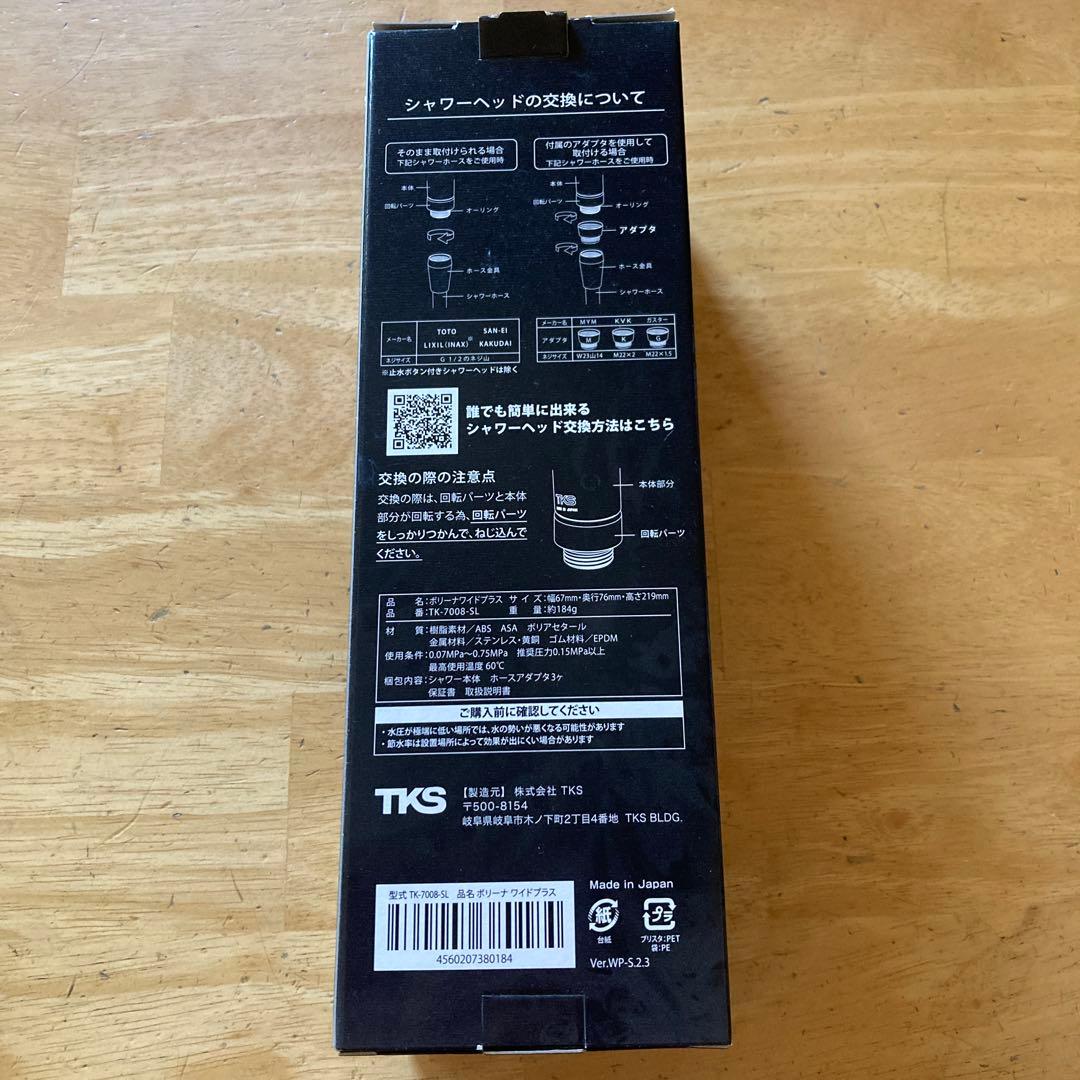 シャワーヘッドの交換について
そのまま取付けられる場合
下記シャワーホースをご使用時
本体
回転パーツ
オーリング
ホース金具
シャワーホース
付属のアダプタを使用して
取付ける場合
下記シャワーホースをご使用時
本体
回転パーツ
オーリング
アダプタ
ホース金具
シャワーホース
メーカー名 TOTO SAN-EI
LIXIL(INAX)※ KAKUDAI
ネジサイズ G 1/2のネジ山
※止水ボタン付きシャワーヘッドは除く
メーカー名 MYM KVK ガスター
アダプタ M K G
ネジサイズ W23山14 M22×2 M22×1.5
誰でも簡単に出来る
シャワーヘッド交換方法はこちら
交換の際の注意点
交換の際は、回転パーツと本体
部分が回転する為、回転パーツ
をしっかりつかんで、ねじ込んで
ください。
TKS
MADE IN JAPAN
本体部分
回転パーツ
品 名:ボリーナワイドプラス サイズ:幅67mm・奥行76mm・高さ219mm
品 番:TK-7008-SL 重 量:約184g
材 質:樹脂素材/ABS ASA ポリアセタール
金属材料/ステンレス・黄銅 ゴム材料/EPDM
使用条件:0.07MPa～0.75MPa 推奨圧力0.15MPa以上
最高使用温度 60℃
梱包内容:シャワー本体 ホースアダプタ3ヶ
保証書 取扱説明書
ご購入前に確認してください
・水圧が極端に低い場所では、水の勢いが悪くなる可能性があります
・節水率は設置場所によって効果が出にくい場合があります
TKS
【製造元】 株式会社 TKS
〒500-8154
岐阜県岐阜市木ノ下町2丁目4番地 TKS BLDG.
型式 TK-7008-SL 品名 ボリーナ ワイドプラス
4560207380184
Made in Japan
紙
台紙
プラ
ブリスタ:PET
袋:PE
Ver.WP-S.2.3